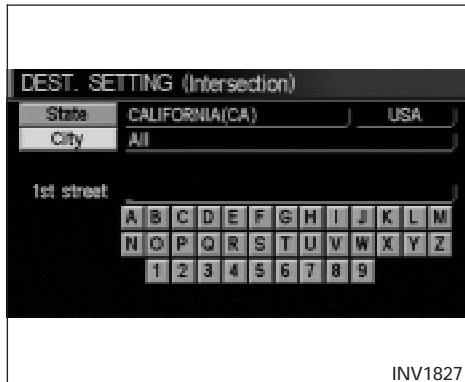 DEST. SETTING (Intersection)
State CALIFORNIA(CA) USA
City All
1st street
A B C D E F G H I J K L M
N O P Q R S T U V W X Y Z
1 2 3 4 5 6 7 8 9
INV1827